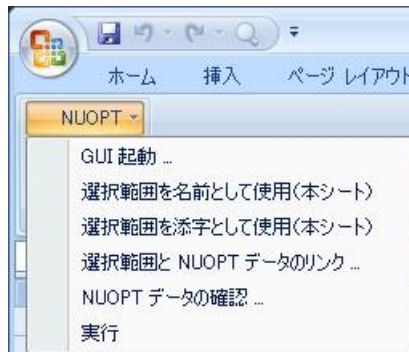 ホーム 挿入 ページ レイアウト
NUOPT
GUI 起動 ...
選択範囲を名前として使用(本シート)
選択範囲を添字として使用(本シート)
選択範囲と NUOPT データのリンク ...
NUOPT データの確認 ...
実行